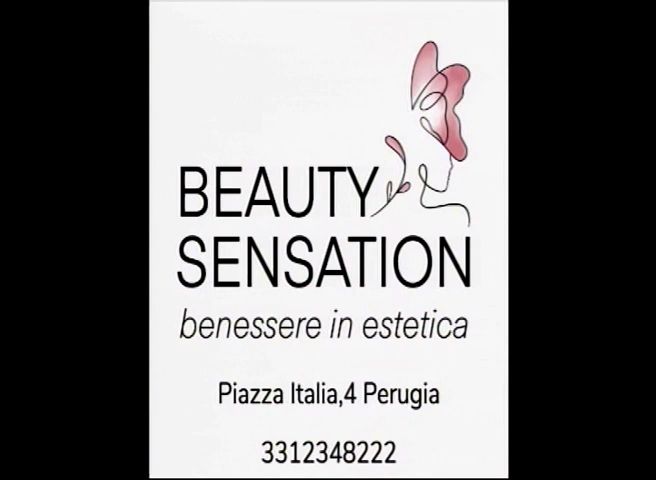 BEAUTY
SENSATION
benessere in estetica
Piazza Italia,4 Perugia
3312348222